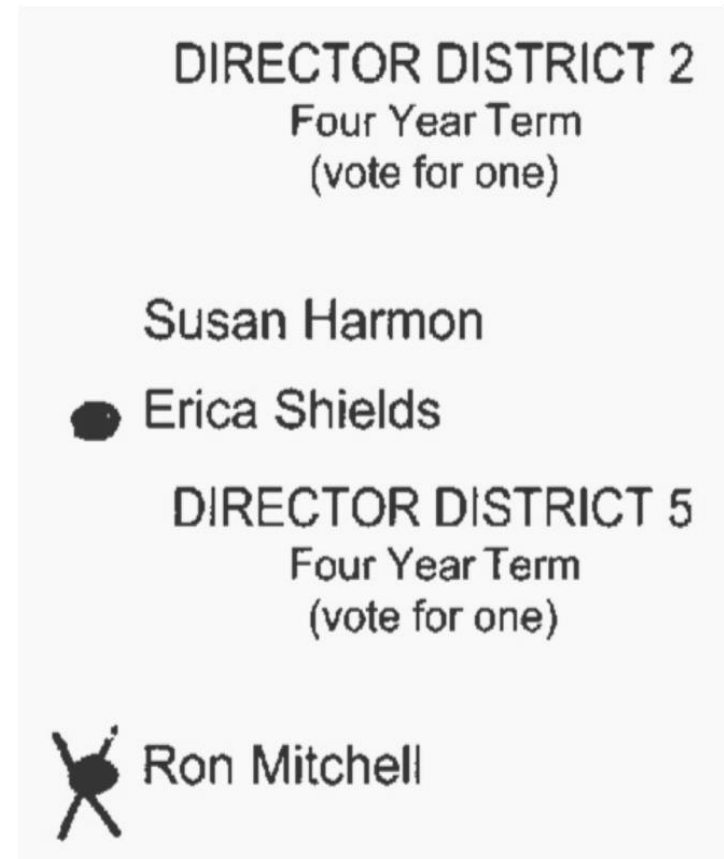 DIRECTOR DISTRICT 2
Four Year Term
(vote for one)
Susan Harmon
Erica Shields
DIRECTOR DISTRICT 5
Four Year Term
(vote for one)
Ron Mitchell